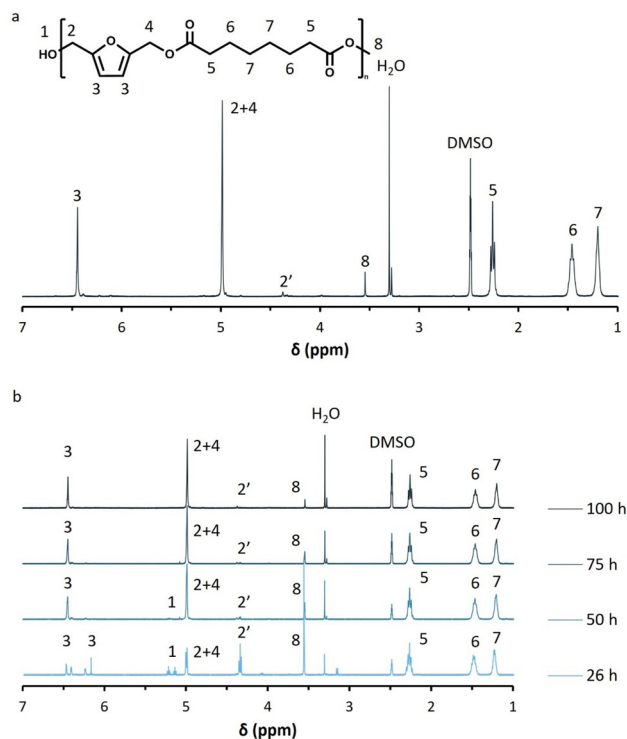 a
1 2 4 5 6 7 6 7 5 8
HO O O O O O n
3 3
H2O
2+4
DMSO
3
2’
8
5
6
7
7 6 5 4 3 2 1
δ (ppm)
b
H2O
DMSO
3 2+4 2’ 8 5 6 7 100 h
3 2+4 2’ 8 5 6 7 75 h
3 1 2+4 2’ 8 5 6 7 50 h
3 3 1 2+4 2’ 8 5 6 7 26 h
7 6 5 4 3 2 1
δ (ppm)